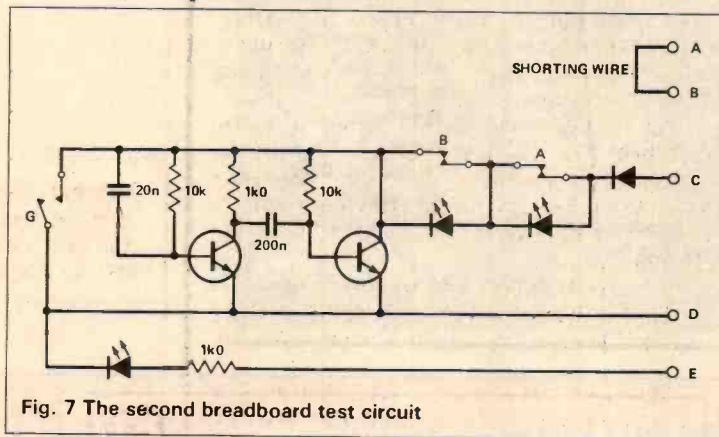 SHORTING WIRE
A
B
B
A
C
G
20n
10k
1k0
10k
200n
D
1k0
E
Fig. 7 The second breadboard test circuit